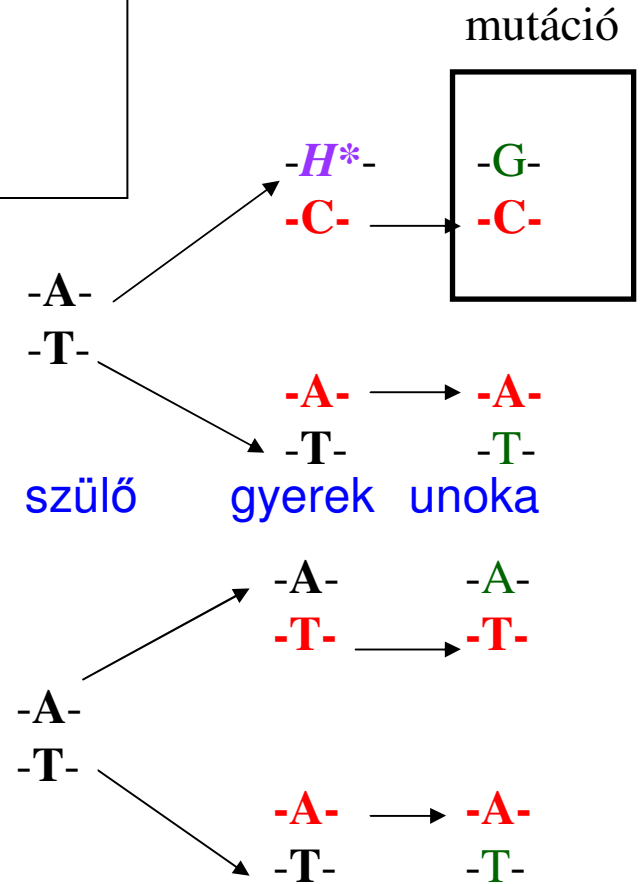 mutáció
-H*- -G-
-C- -C-
-A-
-T-
-A- -A-
-T- -T-
szülő gyerek unoka
-A- -A-
-T- -T-
-A-
-T-
-A- -A-
-T- -T-